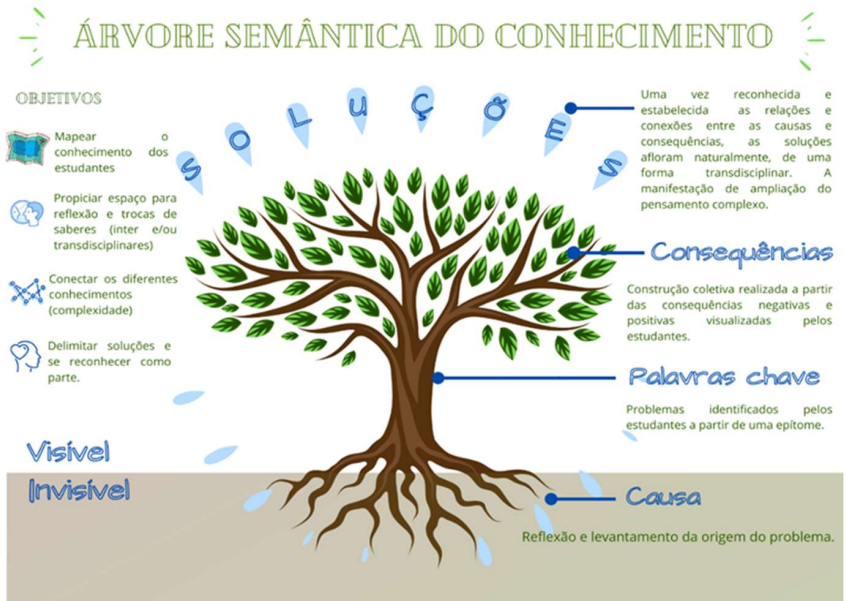 ÁRVORE SEMÂNTICA DO CONHECIMENTO
OBJETIVOS
Mapear o
conhecimento dos
estudantes
Propiciar espaço para
reflexão e trocas de
saberes (inter e/ou
transdisciplinares)
Conectar os diferentes
conhecimentos
(complexidade)
Delimitar soluções e
se reconhecer como
parte.
SOLUÇÕES
Uma vez reconhecida e
estabelecida as relações e
conexões entre as causas e
consequências, as soluções
afloram naturalmente, de uma
forma transdisciplinar. A
manifestação de ampliação do
pensamento complexo.
Consequências
Construção coletiva realizada a partir
das consequências negativas e
positivas visualizadas pelos
estudantes.
Palavras chave
Problemas identificados pelos
estudantes a partir de uma epítome.
Visível
Invisível
Causa
Reflexão e levantamento da origem do problema.